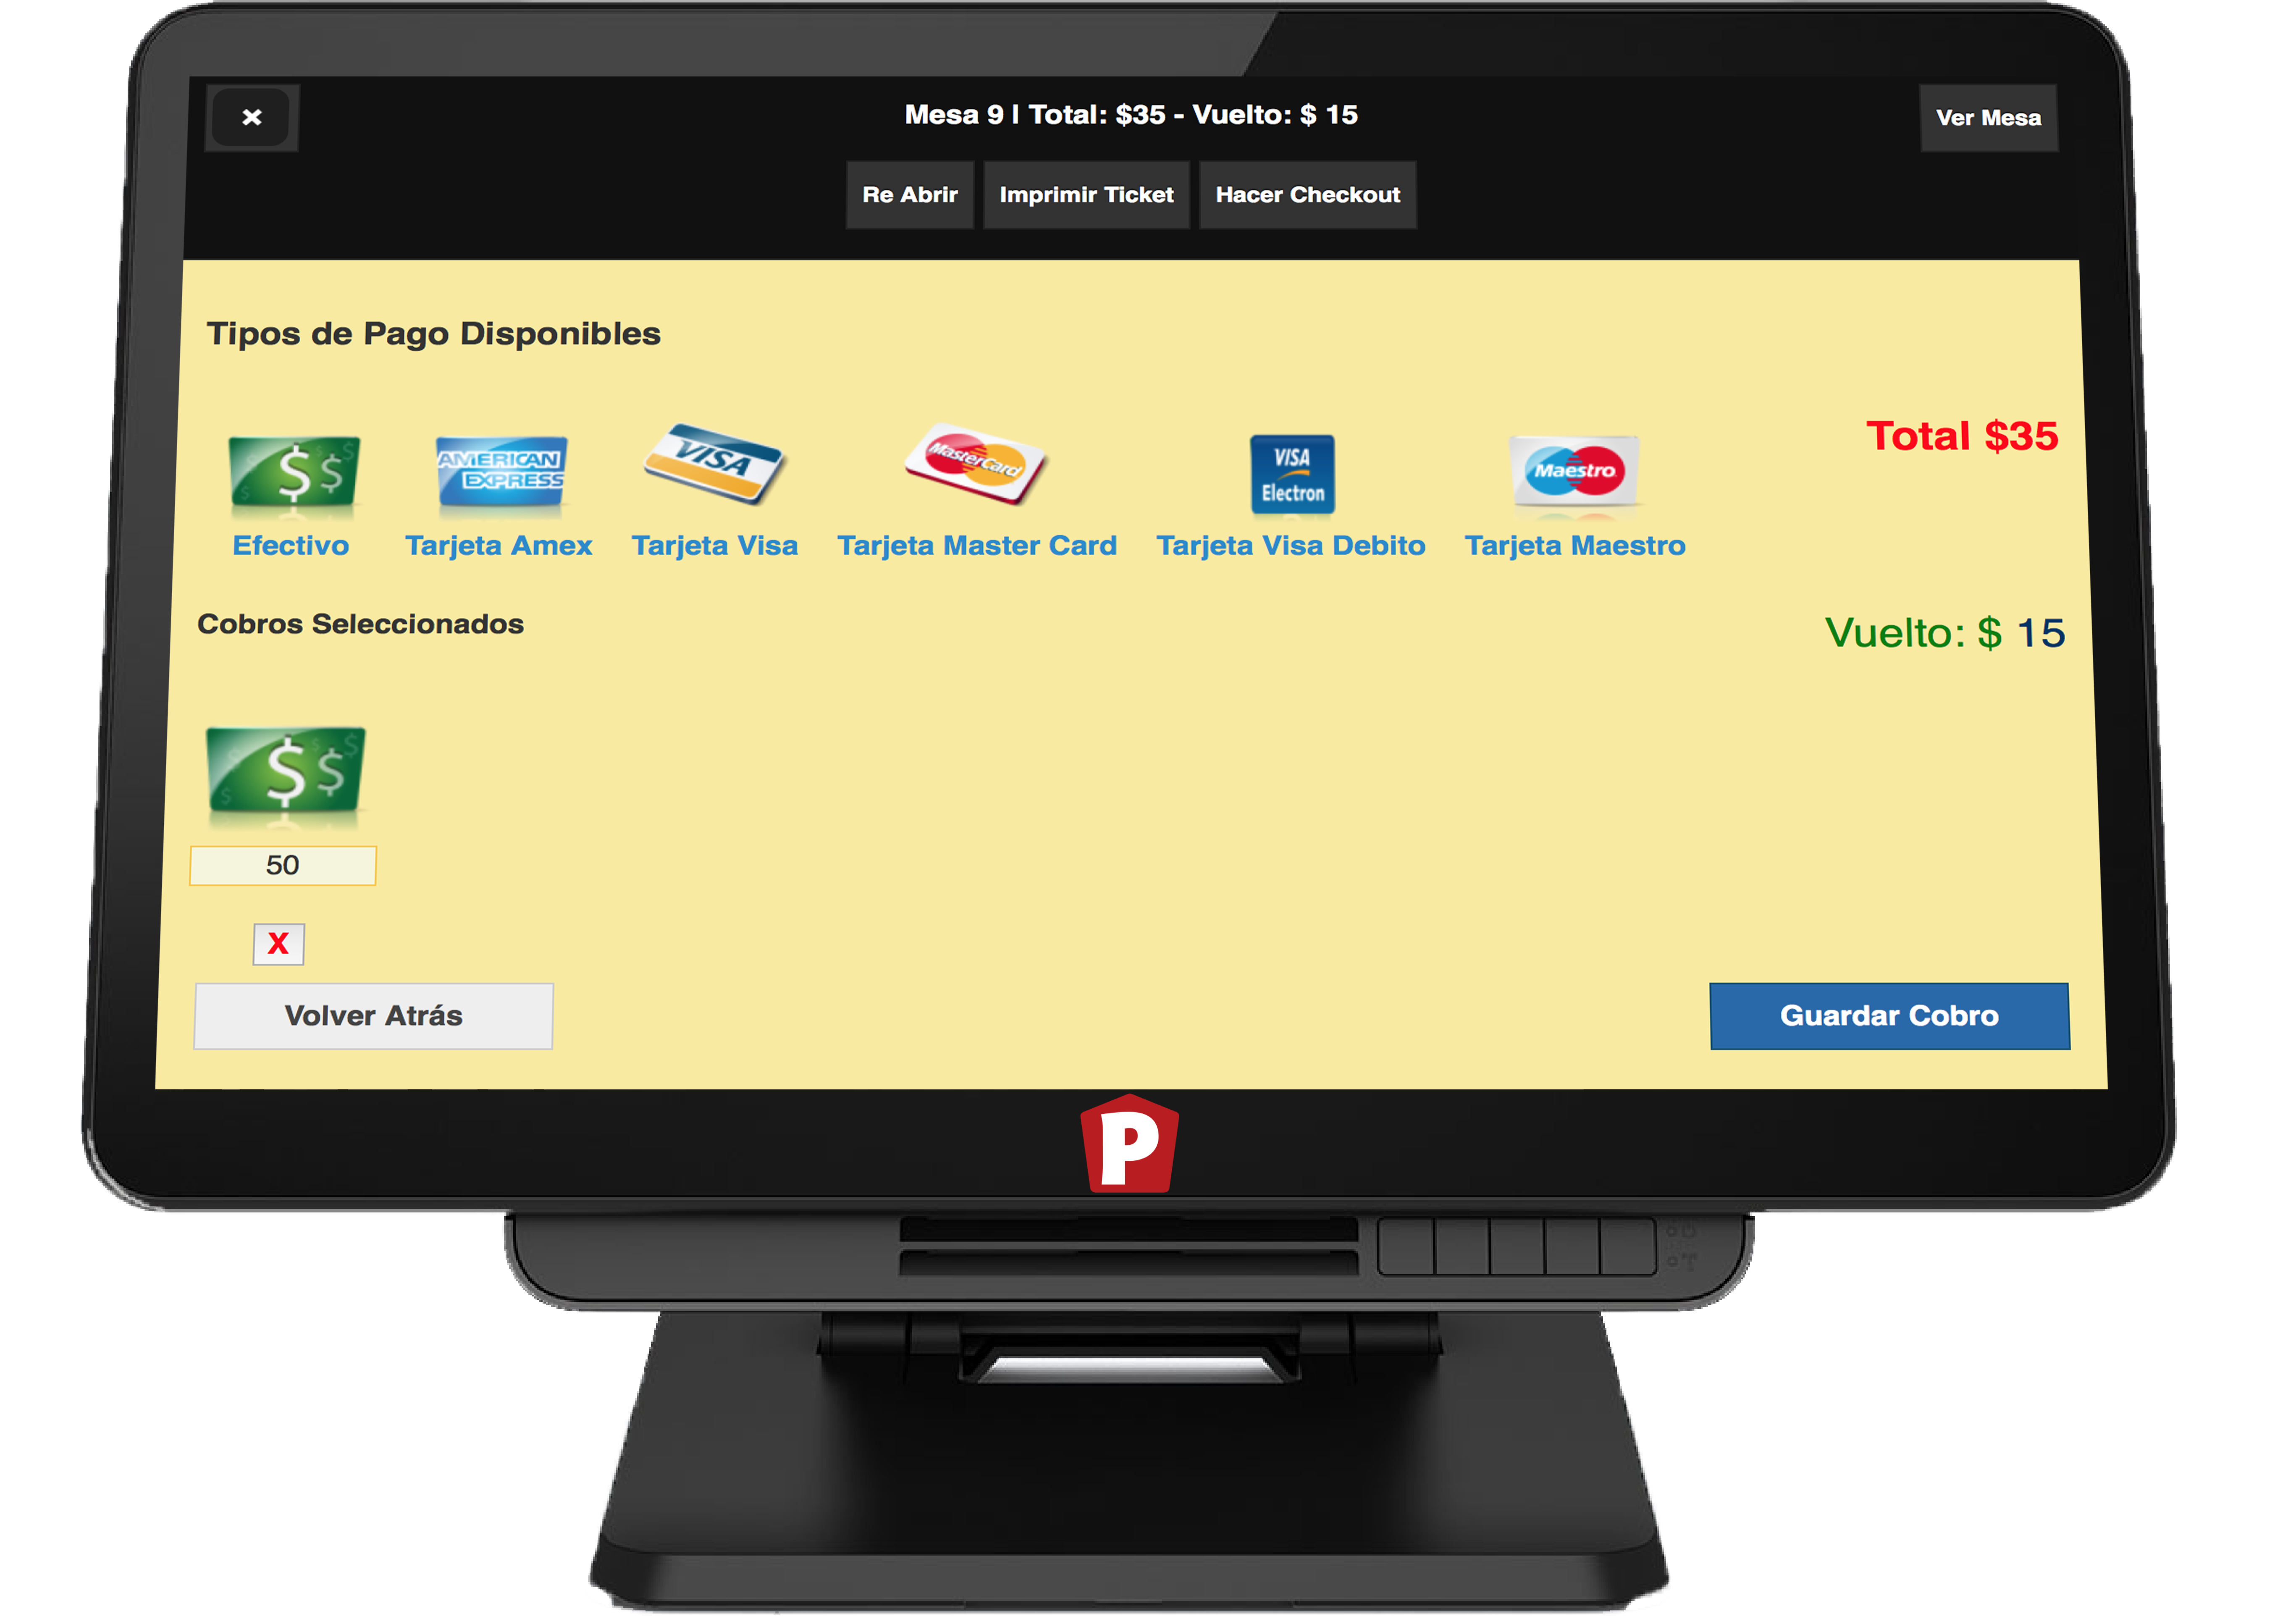 ×
Mesa 9 | Total: $35 - Vuelto: $ 15
Ver Mesa
Re Abrir
Imprimir Ticket
Hacer Checkout
Tipos de Pago Disponibles
Total $35
$ $
AMERICAN EXPRESS
VISA
MasterCard
VISA Electron
Maestro
Efectivo
Tarjeta Amex
Tarjeta Visa
Tarjeta Master Card
Tarjeta Visa Debito
Tarjeta Maestro
Cobros Seleccionados
Vuelto: $ 15
$ $
50
X
Volver Atrás
Guardar Cobro
P